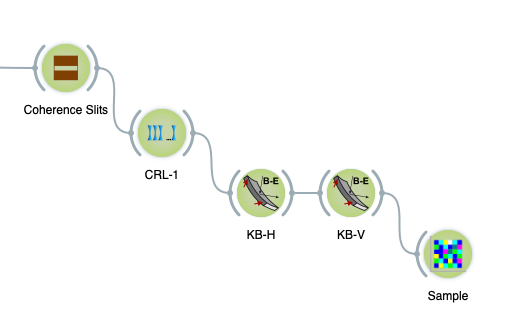 Coherence Slits
CRL-1
B-E
B-E
KB-H
KB-V
Sample